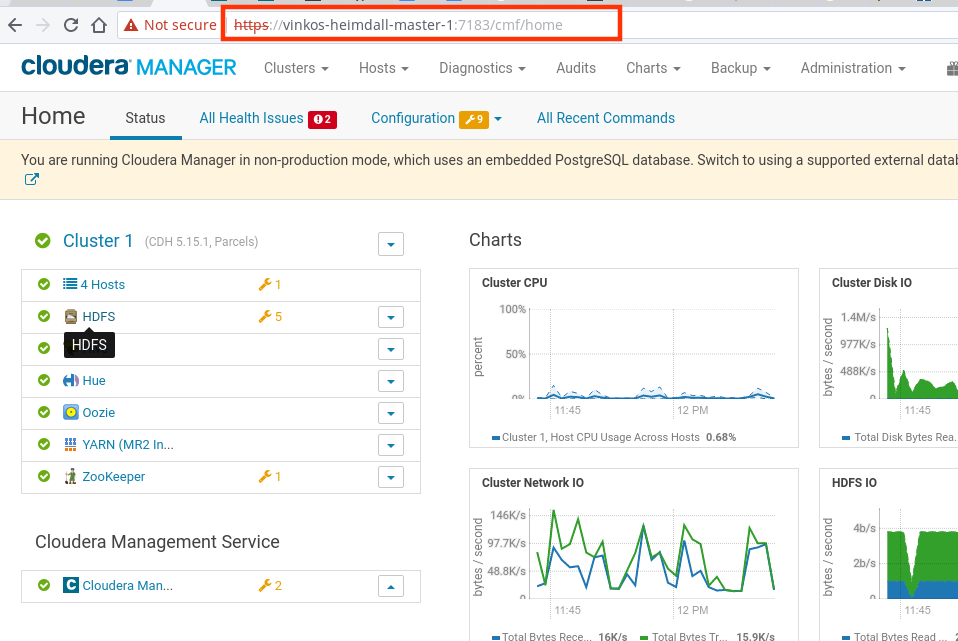 Not secure https://vinkos-heimdall-master-1:7183/cmf/home
cloudera MANAGER Clusters Hosts Diagnostics Audits Charts Backup Administration
Home Status All Health Issues 2 Configuration 9 All Recent Commands
You are running Cloudera Manager in non-production mode, which uses an embedded PostgreSQL database. Switch to using a supported external
Cluster 1 (CDH 5.15.1, Parcels)
4 Hosts 1
HDFS 5
HDFS
Hue
Oozie
YARN (MR2 In...
ZooKeeper 1
Cloudera Management Service
C Cloudera Man... 2
Charts
Cluster CPU
percent
100%
50%
0%
11:45 12 PM
Cluster 1, Host CPU Usage Across Hosts 0.68%
Cluster Disk IO
bytes / second
1.4M/s
977K/s
488K/s
0
11:45
Total Disk Bytes Rea...
Cluster Network IO
bytes / second
146K/s
97.7K/s
48.8K/s
0
11:45 12 PM
Total Bytes Rece... 16K/s Total Bytes Tr... 15.9K/s
HDFS IO
bytes / second
4b/s
2b/s
0
11:45
Total Bytes Read ...